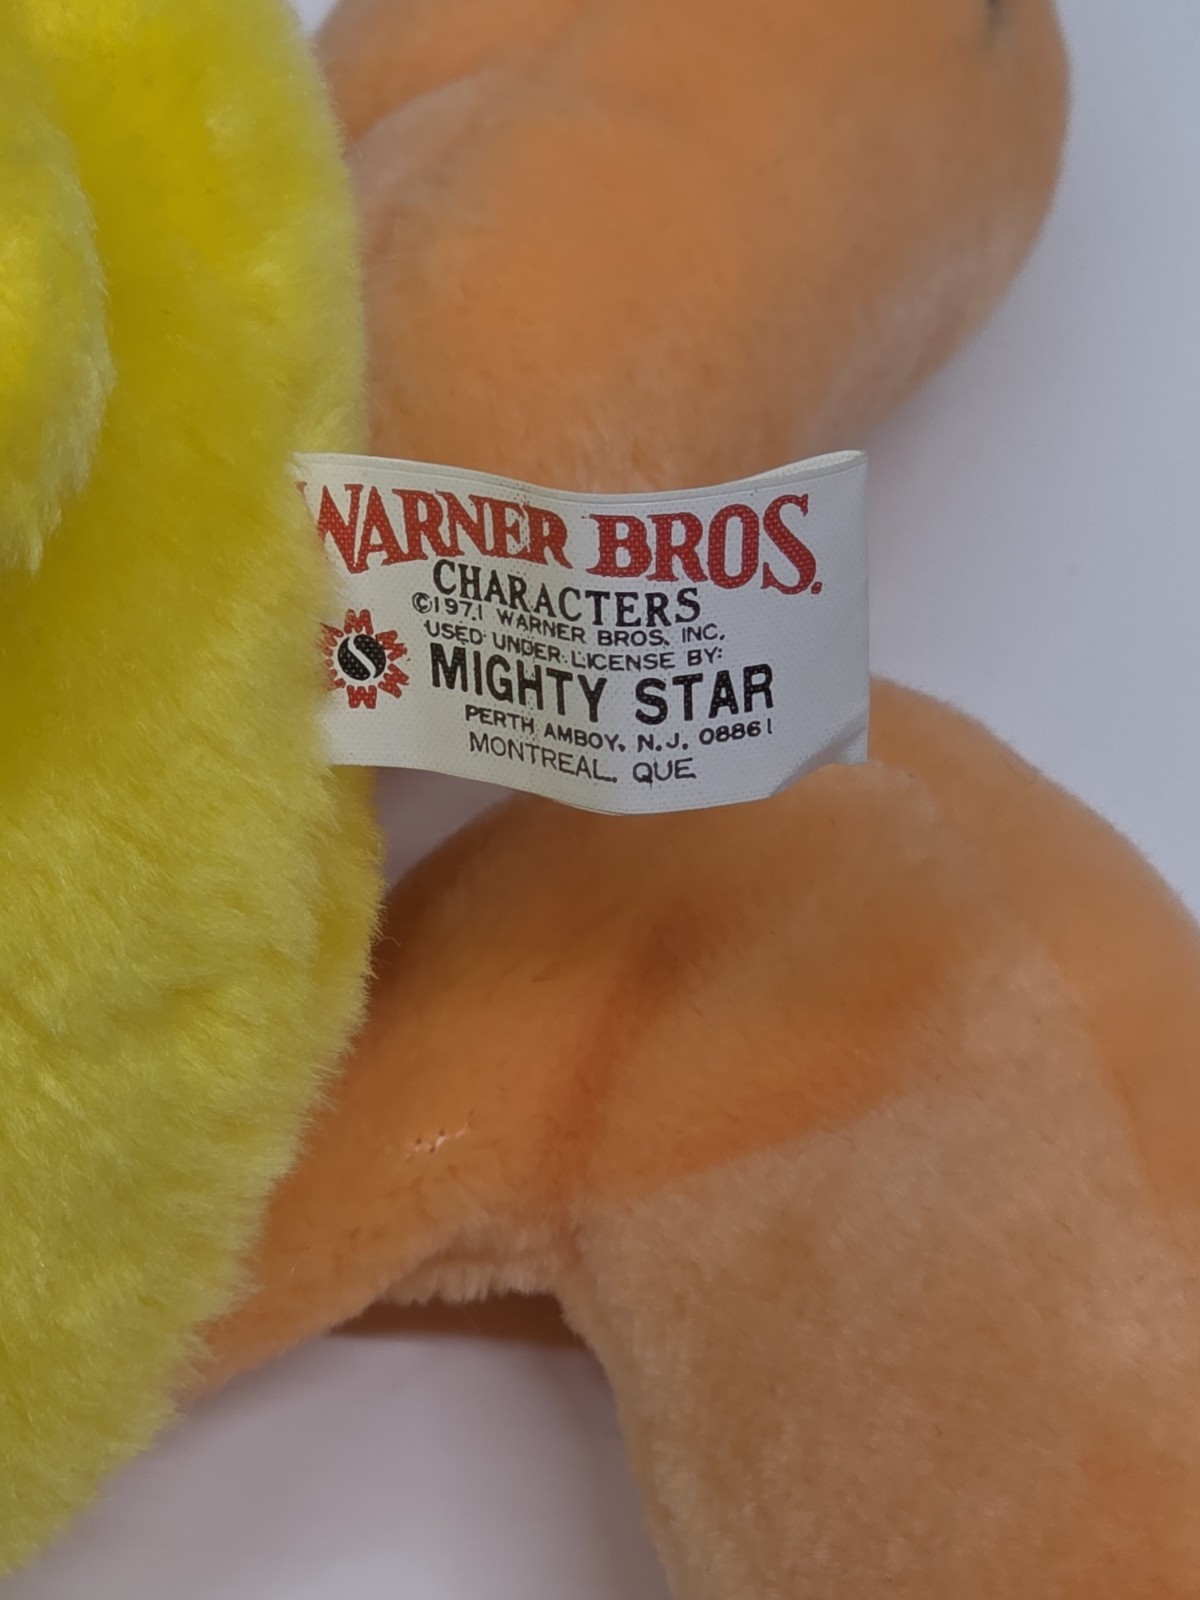 WARNER BROS.
CHARACTERS
©1971 WARNER BROS. INC.
USED UNDER LICENSE BY:
MIGHTY STAR
PERTH AMBOY, N.J. 08861
MONTREAL, QUE.